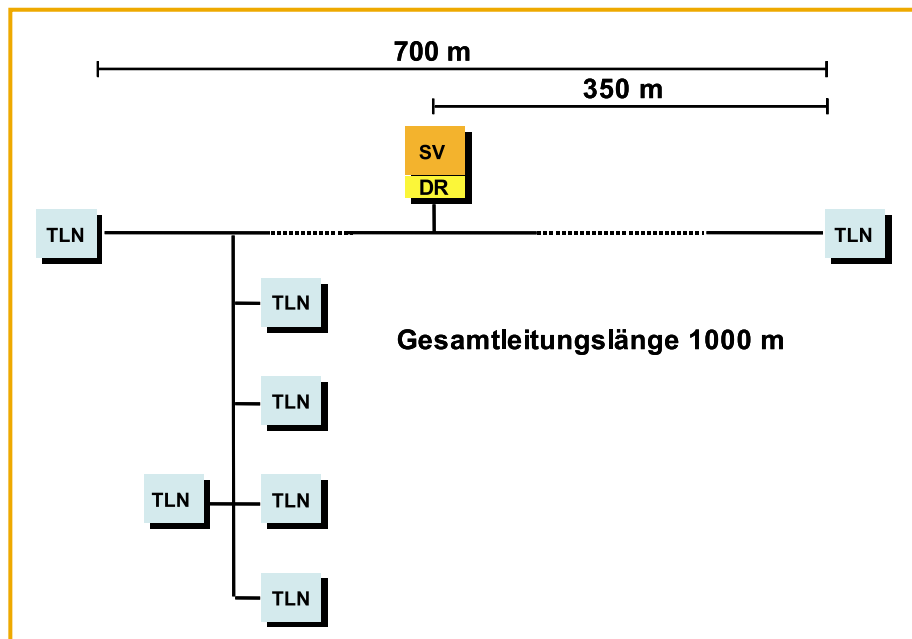 700 m
350 m
SV
DR
TLN
TLN
TLN
Gesamtleitungslänge 1000 m
TLN
TLN
TLN
TLN